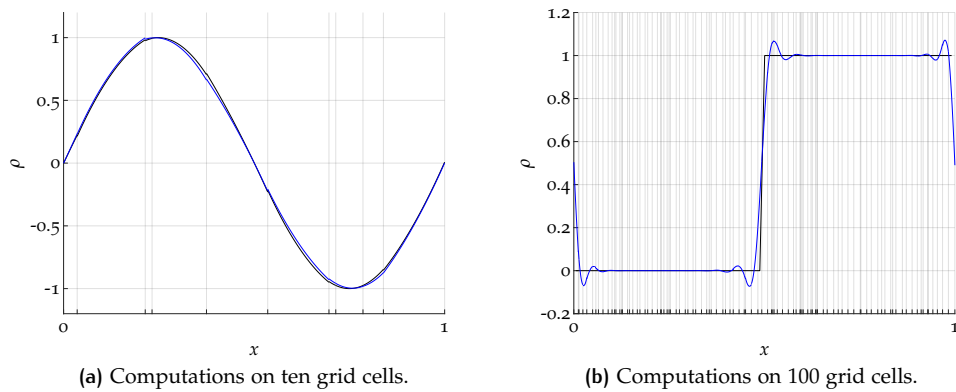 1
0.5
0
-0.5
-1
ρ
0
1
x
(a) Computations on ten grid cells.
1.2
1
0.8
0.6
0.4
0.2
0
-0.2
ρ
0
1
x
(b) Computations on 100 grid cells.